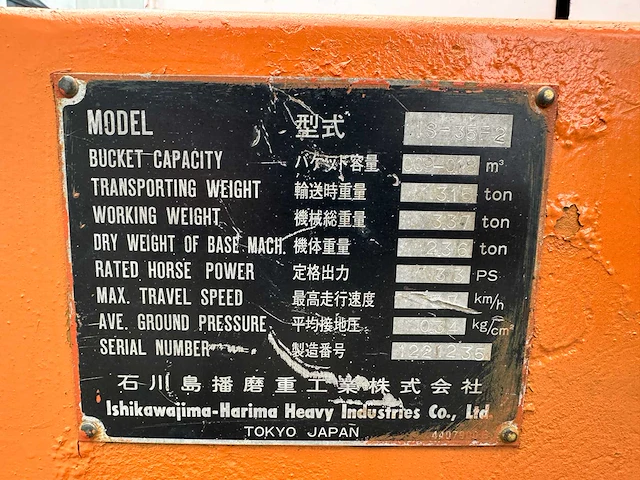 MODEL 型式
BUCKET CAPACITY バケット容量 m³
TRANSPORTING WEIGHT 輸送時重量 ton
WORKING WEIGHT 機械総重量 ton
DRY WEIGHT OF BASE MACH. 機体重量 ton
RATED HORSE POWER 定格出力 PS
MAX. TRAVEL SPEED 最高走行速度 km/h
AVE. GROUND PRESSURE 平均接地圧 kg/cm²
SERIAL NUMBER 製造番号
石川島播磨重工業株式会社
Ishikawajima-Harima Heavy Industries Co., Ltd.
TOKYO JAPAN